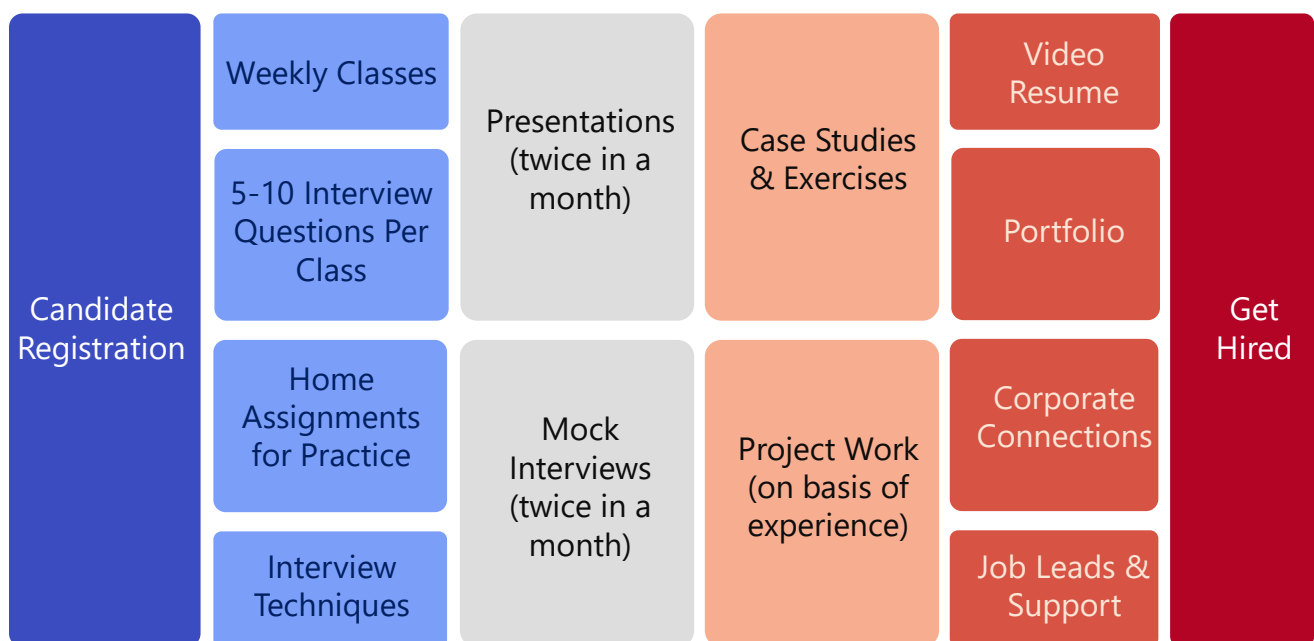 Candidate
Registration
Weekly Classes
5-10 Interview
Questions Per
Class
Home
Assignments
for Practice
Interview
Techniques
Presentations
(twice in a
month)
Mock
Interviews
(twice in a
month)
Case Studies
& Exercises
Project Work
(on basis of
experience)
Video
Resume
Portfolio
Corporate
Connections
Job Leads &
Support
Get
Hired